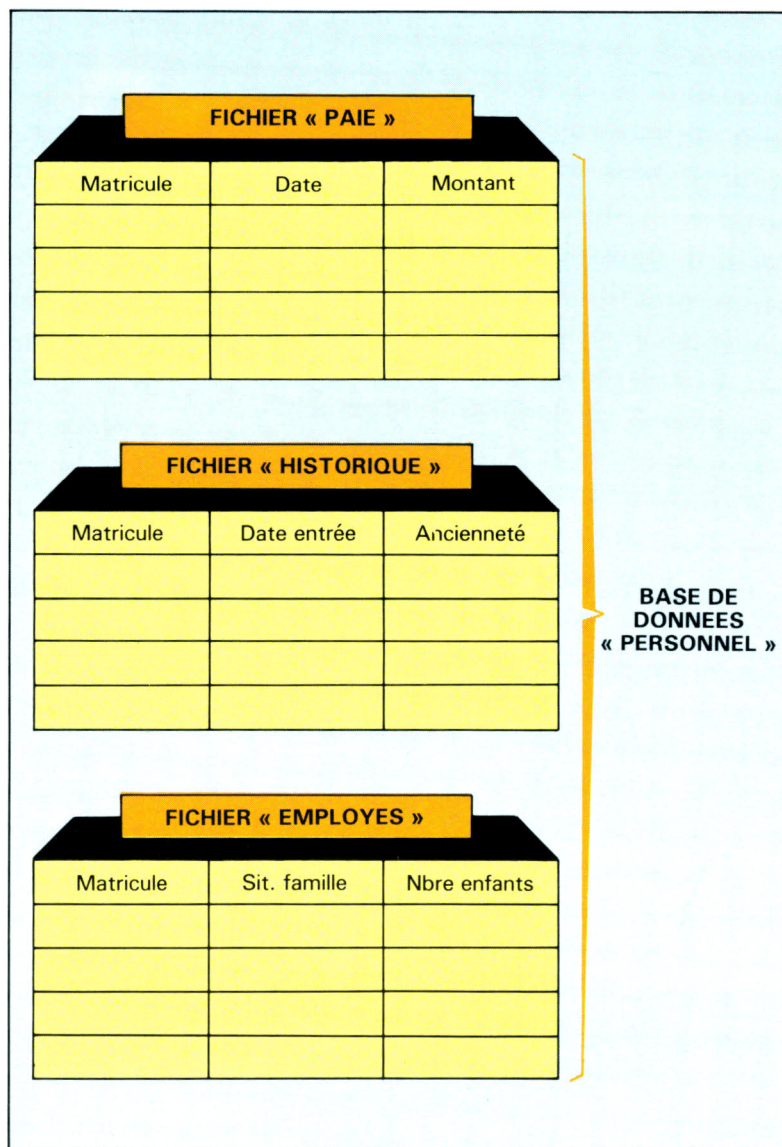 FICHIER « PAIE »
Matricule Date Montant
FICHIER « HISTORIQUE »
Matricule Date entrée Ancienneté
BASE DE
DONNEES
« PERSONNEL »
FICHIER « EMPLOYES »
Matricule Sit. famille Nbre enfants